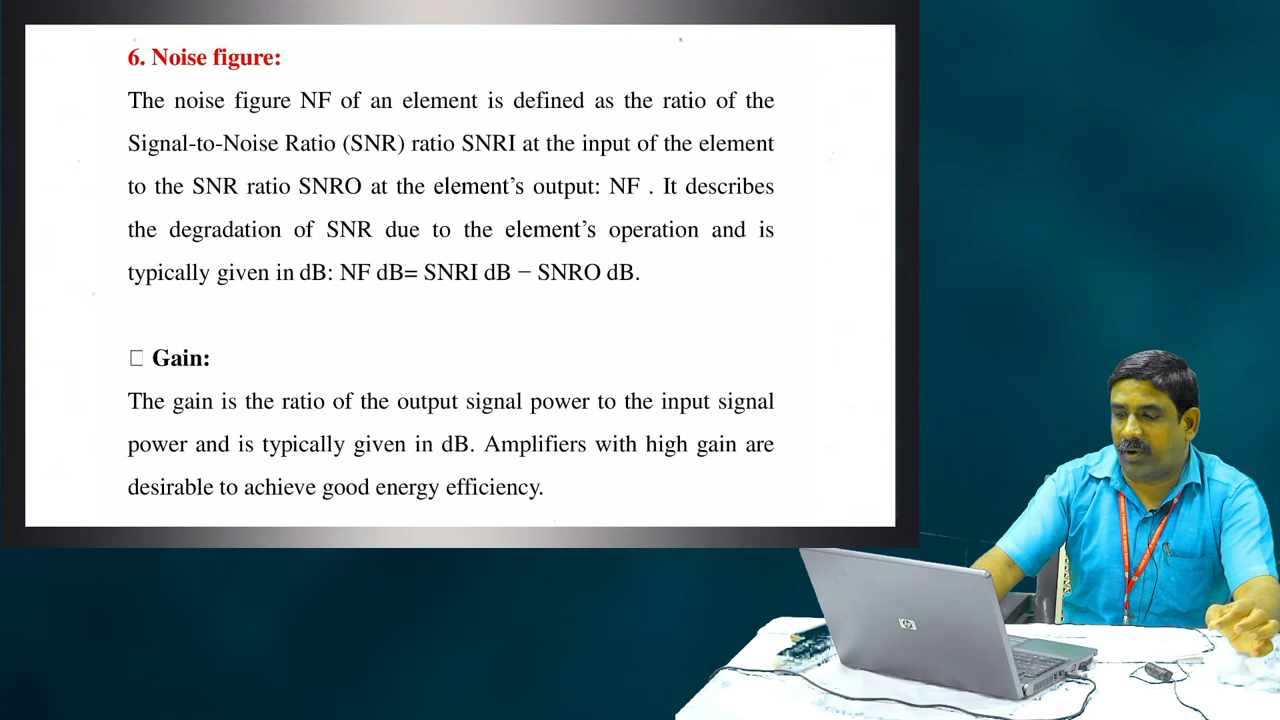 6. Noise figure:
The noise figure NF of an element is defined as the ratio of the
Signal-to-Noise Ratio (SNR) ratio SNRI at the input of the element
to the SNR ratio SNRO at the element’s output: NF . It describes
the degradation of SNR due to the element’s operation and is
typically given in dB: NF dB= SNRI dB − SNRO dB.
□ Gain:
The gain is the ratio of the output signal power to the input signal
power and is typically given in dB. Amplifiers with high gain are
desirable to achieve good energy efficiency.
hp